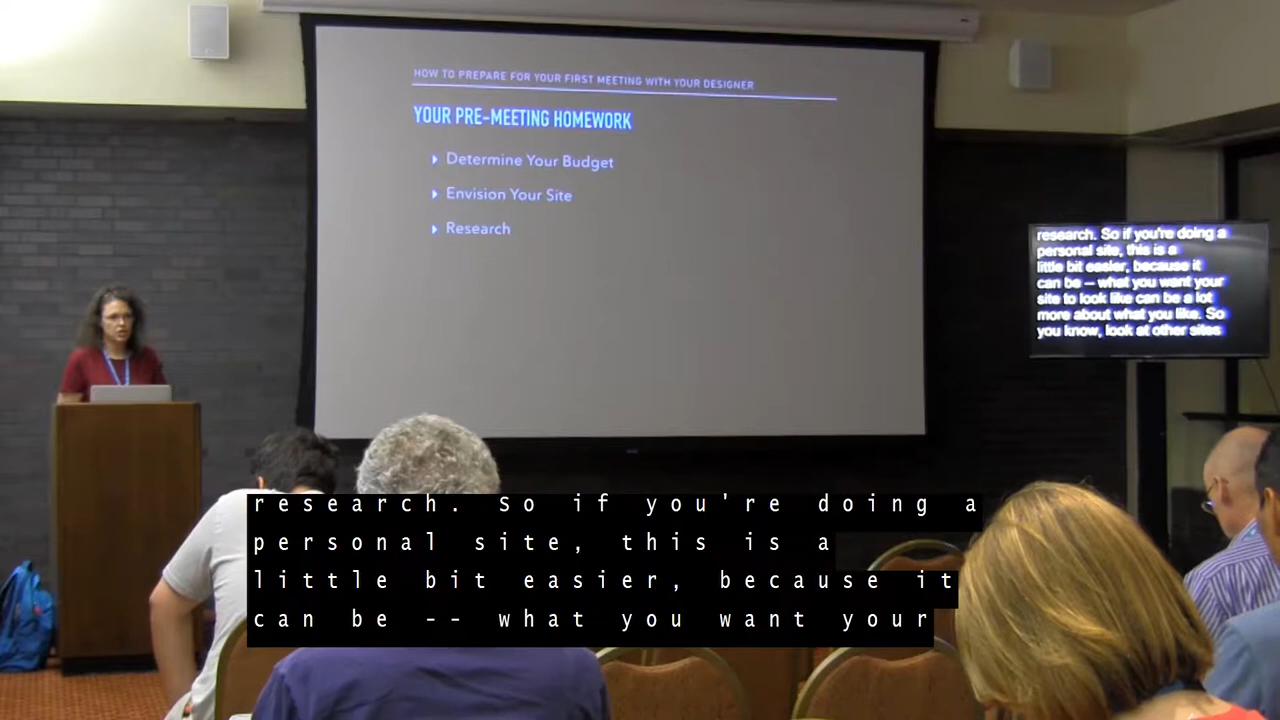 HOW TO PREPARE FOR YOUR FIRST MEETING WITH YOUR DESIGNER
YOUR PRE-MEETING HOMEWORK
Determine Your Budget
Envision Your Site
Research
research. So if you're doing a
personal site, this is a
little bit easier, because it
can be -- what you want your
site to look like can be a lot
more about what you like. So
you know, look at other sites
research. So if you're doing a
personal site, this is a
little bit easier, because it
can be -- what you want your